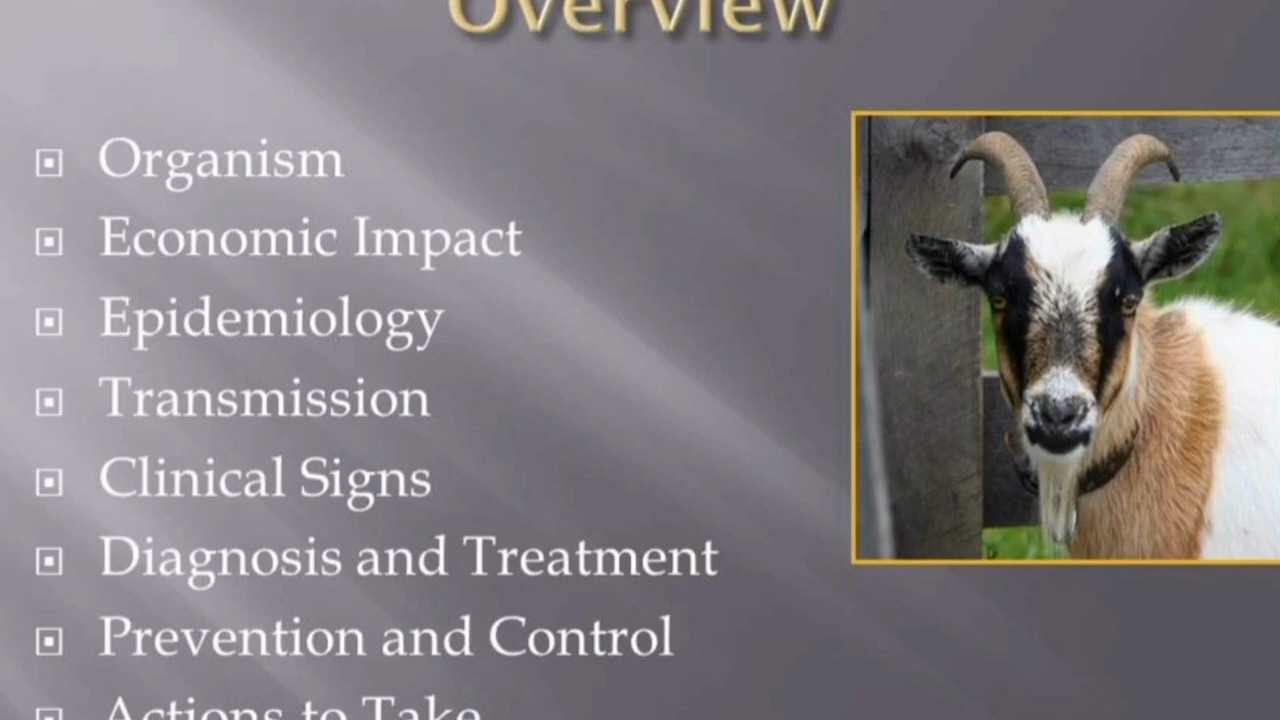 Overview
Organism
Economic Impact
Epidemiology
Transmission
Clinical Signs
Diagnosis and Treatment
Prevention and Control
Actions to Take